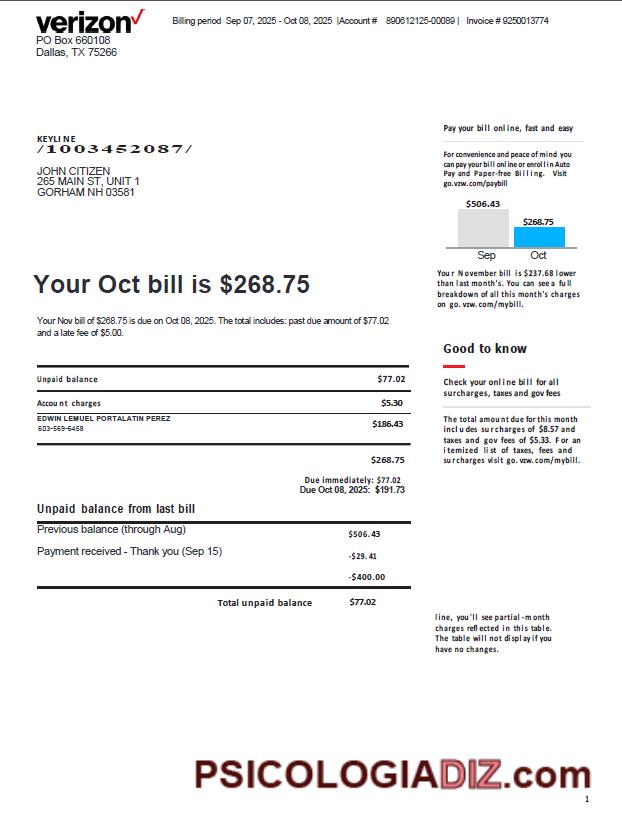 verizon
Billing period Sep 07, 2025 - Oct 08, 2025 |Account # 890612125-00089 | Invoice # 9250013774
PO Box 660108
Dallas, TX 75266
KEYLINE
/1003452087/
JOHN CITIZEN
265 MAIN ST, UNIT 1
GORHAM NH 03581
Pay your bill online, fast and easy
For convenience and peace of mind you
can pay your bill online or enroll in Auto
Pay and Paper-free Billing. Visit
go.vzw.com/paybill
$506.43
$268.75
Sep Oct
Your November bill is $237.68 lower
than last month's. You can see a full
breakdown of all this month's charges
on go.vzw.com/mybill.
Your Oct bill is $268.75
Your Nov bill of $268.75 is due on Oct 08, 2025. The total includes: past due amount of $77.02
and a late fee of $5.00.
Good to know
Check your online bill for all
surcharges, taxes and gov fees
The total amount due for this month
includes surcharges of $8.57 and
taxes and gov fees of $5.33. For an
itemized list of taxes, fees and
surcharges visit go.vzw.com/mybill.
Unpaid balance $77.02
Account charges $5.30
EDWIN LEMUEL PORTALATIN PEREZ
603-569-6458 $186.43
$268.75
Due immediately: $77.02
Due Oct 08, 2025: $191.73
Unpaid balance from last bill
Previous balance (through Aug) $506.43
Payment received - Thank you (Sep 15) -$29.41
-$400.00
Total unpaid balance $77.02
line, you'll see partial-month
charges reflected in this table.
The table will not display if you
have no changes.
PSICOLOGIADIZ.com
1